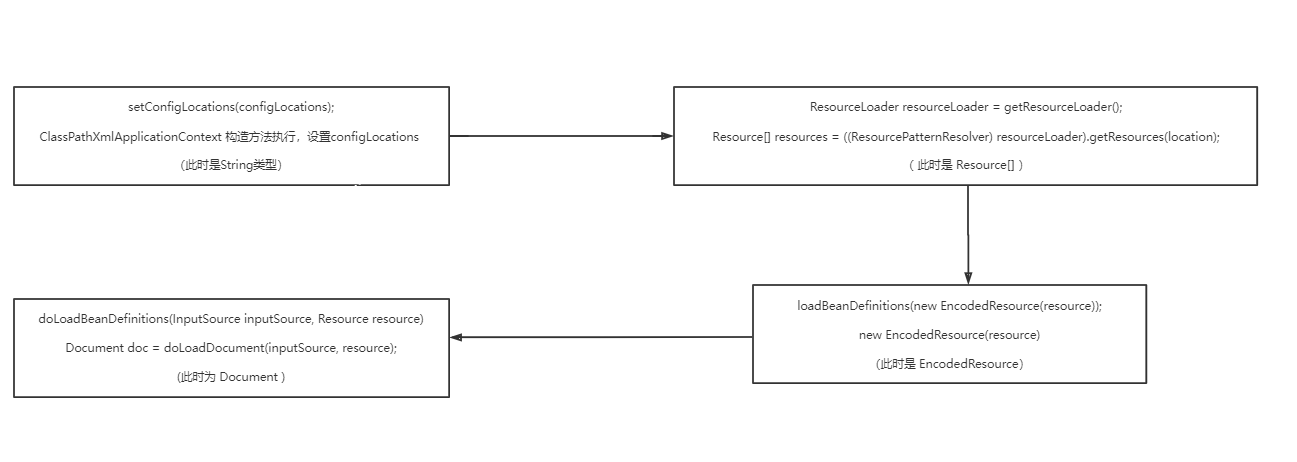 setConfigLocations(configLocations);
ClassPathXmlApplicationContext 构造方法执行，设置configLocations
(此时是String类型)
ResourceLoader resourceLoader = getResourceLoader();
Resource[] resources = ((ResourcePatternResolver) resourceLoader).getResources(location);
( 此时是 Resource[] )
loadBeanDefinitions(new EncodedResource(resource));
new EncodedResource(resource)
(此时是 EncodedResource)
doLoadBeanDefinitions(InputSource inputSource, Resource resource)
Document doc = doLoadDocument(inputSource, resource);
(此时为 Document )